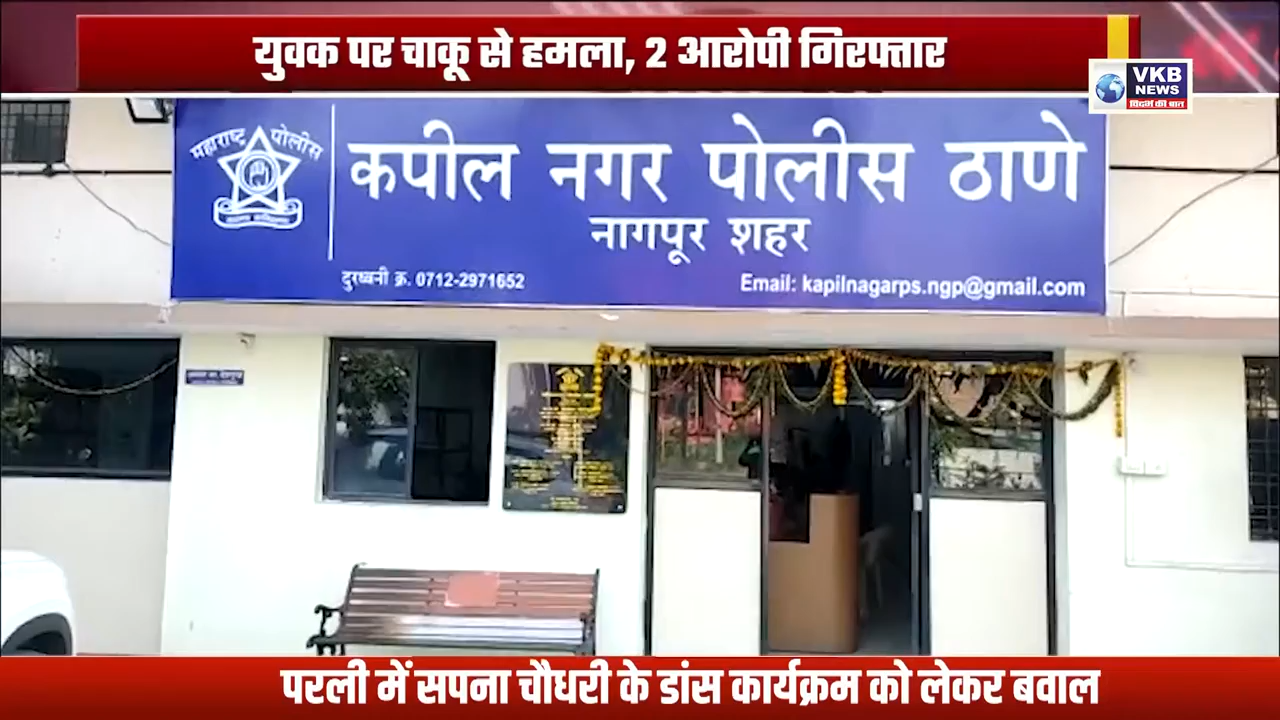 युवक पर चाकू से हमला, 2 आरोपी गिरफ्तार
VKB
NEWS
विदर्भ की बात
महाराष्ट्र पोलीस
कपील नगर पोलीस ठाणे
नागपूर शहर
दुरध्वनी क्र. 0712-2971652
Email: kapilnagarps.ngp@gmail.com
परली में सपना चौधरी के डांस कार्यक्रम को लेकर बवाल